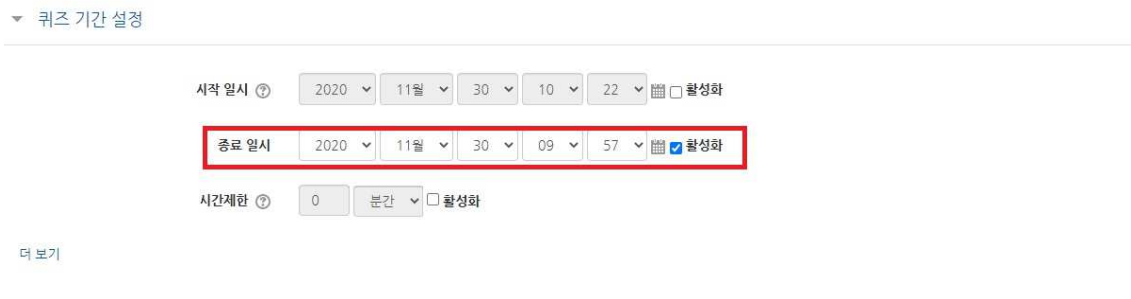 퀴즈 기간 설정
시작 일시 2020 11월 30 10 22 활성화
종료 일시 2020 11월 30 09 57 활성화
시간제한 0 분간 활성화
더 보기